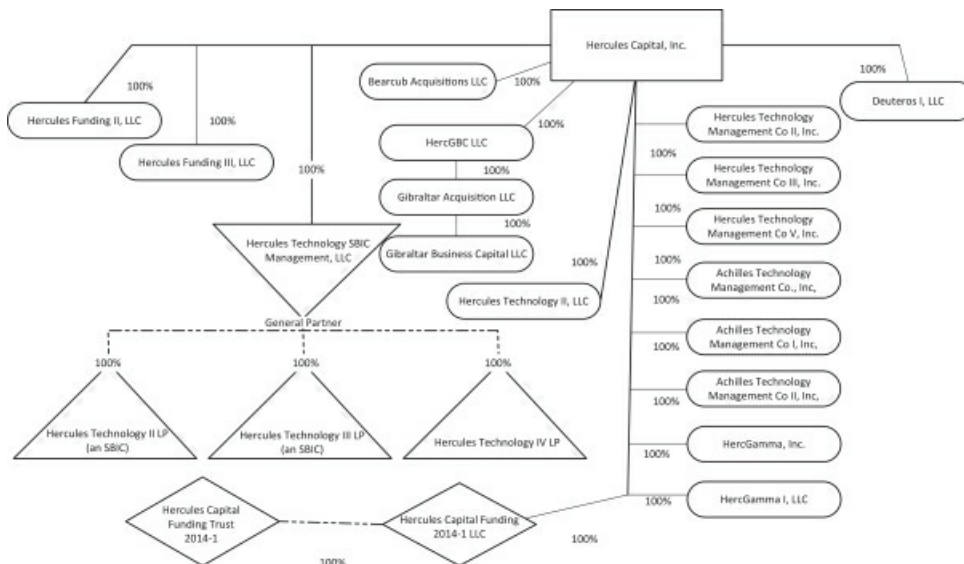 Hercules Capital, Inc.
100%
Hercules Funding II, LLC
100%
Hercules Funding III, LLC
100%
Bearcub Acquisitions LLC
100%
100%
Deuteros I, LLC
100%
HercGBC LLC
100%
Gibraltar Acquisition LLC
100%
Gibraltar Business Capital LLC
Hercules Technology SBIC
Management, LLC
100%
Hercules Technology II, LLC
Hercules Technology
Management Co II, Inc.
100%
Hercules Technology
Management Co III, Inc.
100%
Hercules Technology
Management Co V, Inc.
100%
Achilles Technology
Management Co., Inc,
100%
Achilles Technology
Management Co I, Inc,
100%
Achilles Technology
Management Co II, Inc,
100%
HercGamma, Inc.
100%
HercGamma I, LLC
100%
General Partner
100%
100%
100%
Hercules Technology II LP
(an SBIC)
Hercules Technology III LP
(an SBIC)
Hercules Technology IV LP
Hercules Capital
Funding Trust
2014-1
Hercules Capital Funding
2014-1 LLC
100%
100%